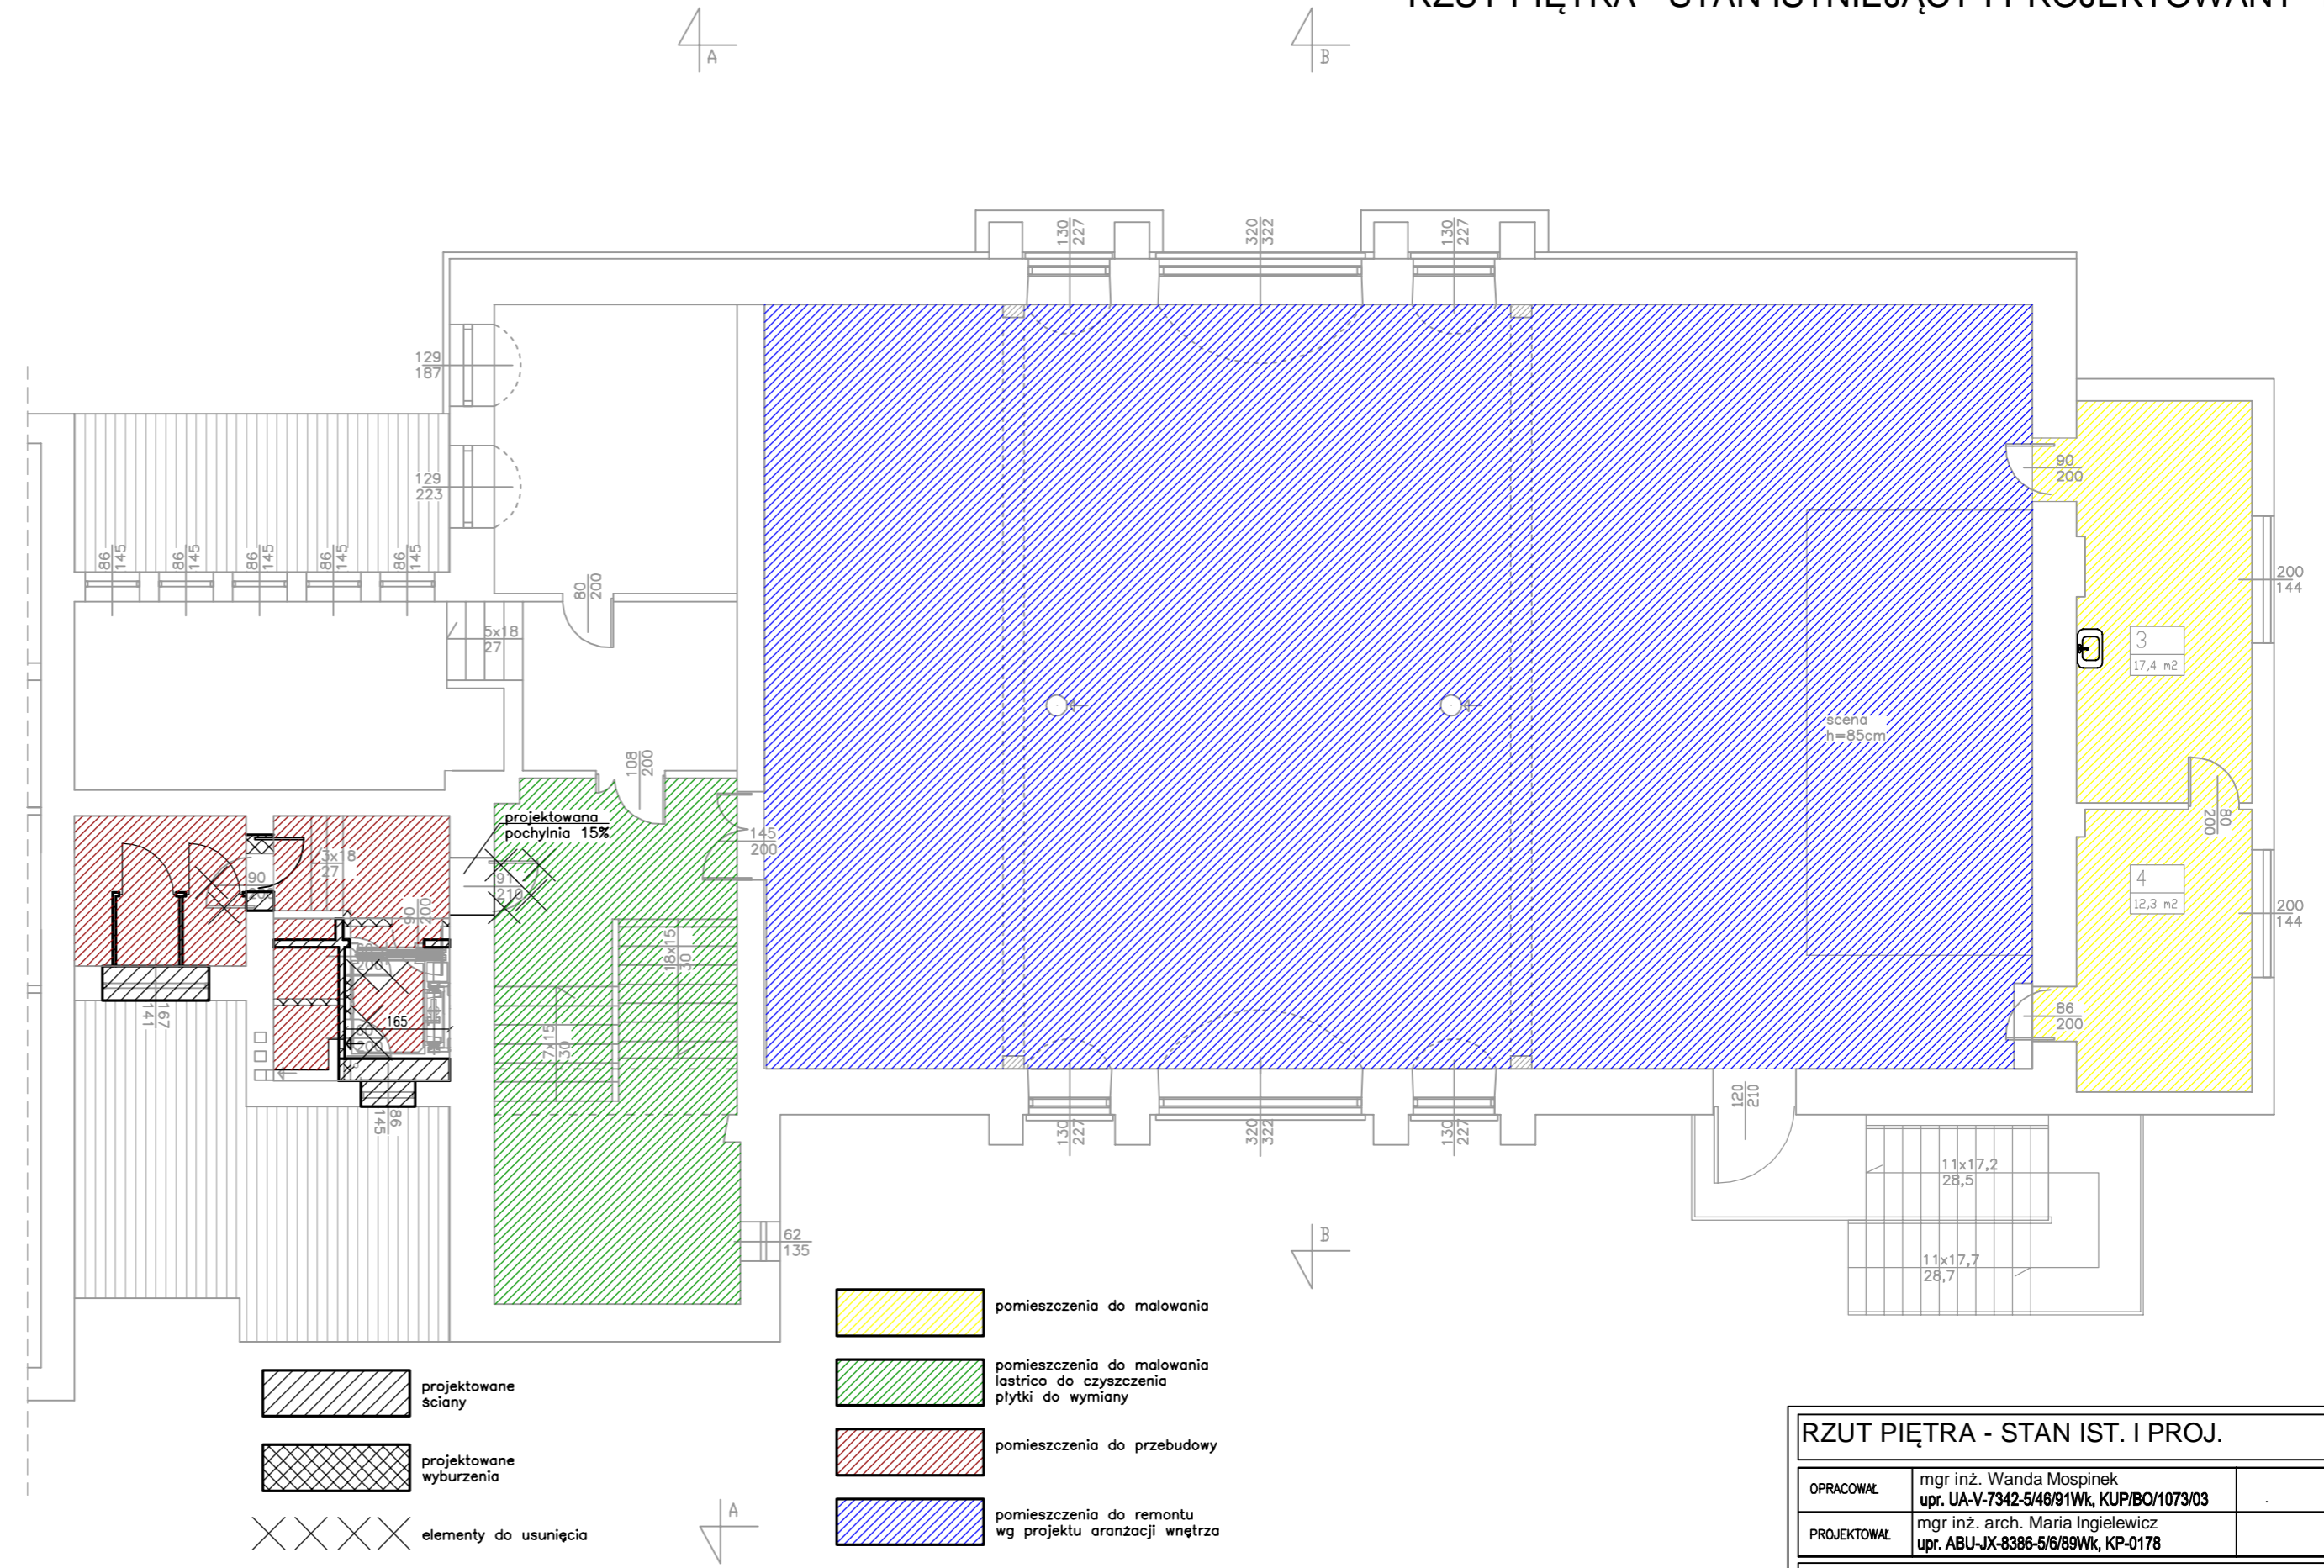 RZUT PIĘTRA - STAN ISTNIEJĄCY I PROJEKTOWANY
A
B
130
227
320
322
130
227
129
187
129
223
86
145
86
145
86
145
86
145
86
145
80
200
5x18
27
108
200
90
200
200
144
3
17,4 m2
scena
h=85cm
projektowana
pochylnia 15%
145
200
80
200
3x18
27
90
91
210
90
200
4
12,3 m2
200
144
18x15
30
17x15
30
165
167
141
86
145
86
200
120
210
130
227
320
322
130
227
11x17,2
28,5
11x17,7
28,7
62
135
B
pomieszczenia do malowania
pomieszczenia do malowania
lastrico do czyszczenia
płytki do wymiany
pomieszczenia do przebudowy
pomieszczenia do remontu
wg projektu aranżacji wnętrza
projektowane
ściany
projektowane
wyburzenia
elementy do usunięcia
A
RZUT PIĘTRA - STAN IST. I PROJ.
OPRACOWAŁ
mgr inż. Wanda Mospinek
upr. UA-V-7342-5/46/91Wk, KUP/BO/1073/03
PROJEKTOWAŁ
mgr inż. arch. Maria Ingielewicz
upr. ABU-JX-8386-5/6/89Wk, KP-0178